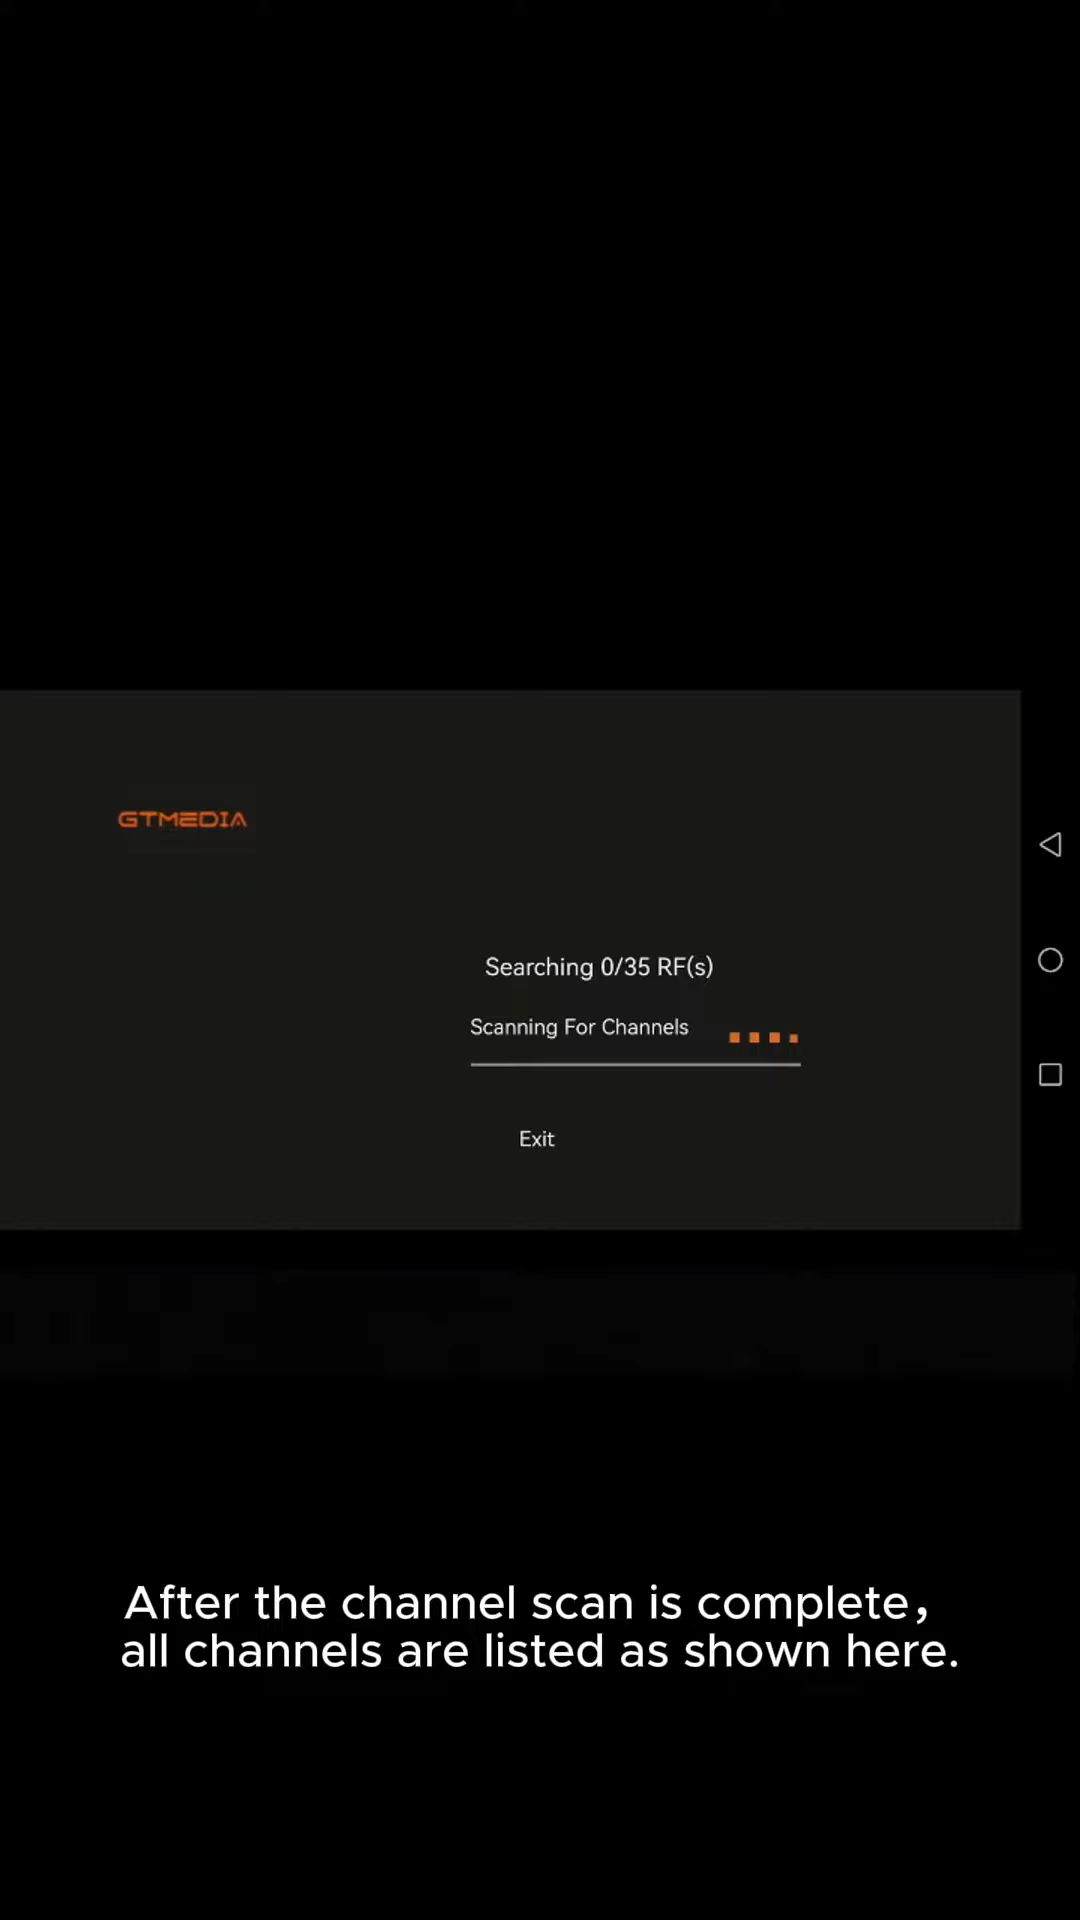 GTMEDIA
Searching 0/35 RF(s)
Scanning For Channels
Exit
After the channel scan is complete,
all channels are listed as shown here.